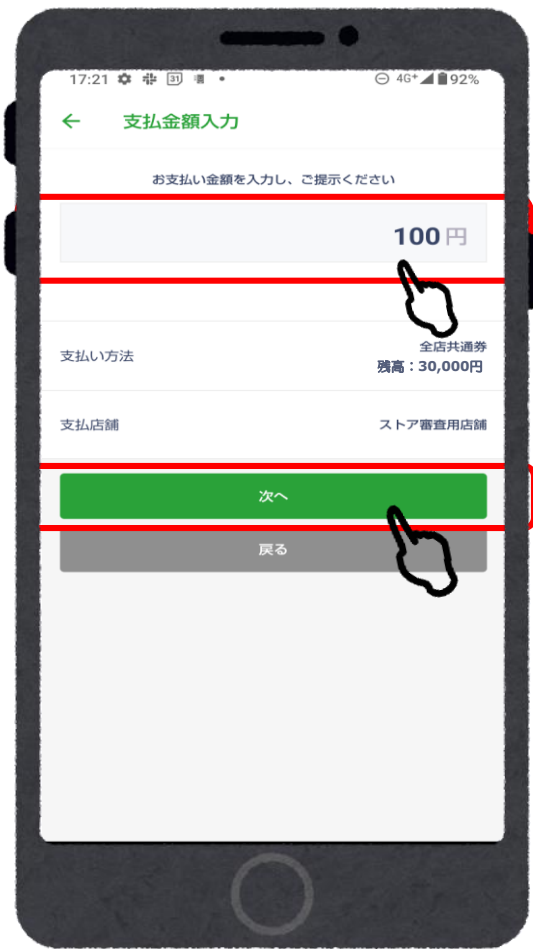 17:21 31 4G+ 92%
← 支払金額入力
お支払い金額を入力し、ご提示ください
100 円
支払い方法
全店共通券
残高：30,000円
支払店舗
ストア審査用店舗
次へ
戻る